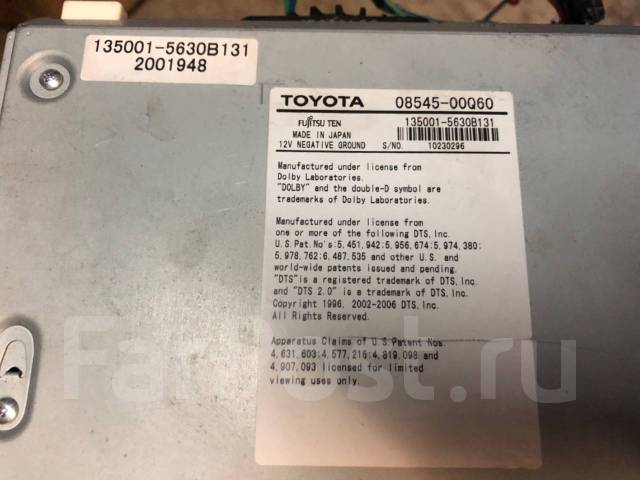 135001-5630B131
2001948
TOYOTA 08545-00Q60
FUJITSU TEN 135001-5630B131
MADE IN JAPAN
12V NEGATIVE GROUND S/NO. 10230296
Manufactured under license from
Dolby Laboratories.
"DOLBY" and the double-D symbol are
trademarks of Dolby Laboratories.
Manufactured under license from
one or more of the following DTS, Inc.
U.S.Pat.No's:5,451,942:5,956,674:5,974,380:
5,978,762:6,487,535 and other U.S. and
world-wide patents issued and pending.
"DTS"is a registered trademark of DTS, Inc.
and "DTS 2.0" is a trademark of DTS, Inc.
Copyright 1996, 2002-2006 DTS, Inc.
All Rights Reserved.
Apparatus Claims of U.S.Patent Nos.
4,631,603:4,577,216:4,819,098 and
4,907,093 licensed for limited
viewing uses only.
FarPost.ru